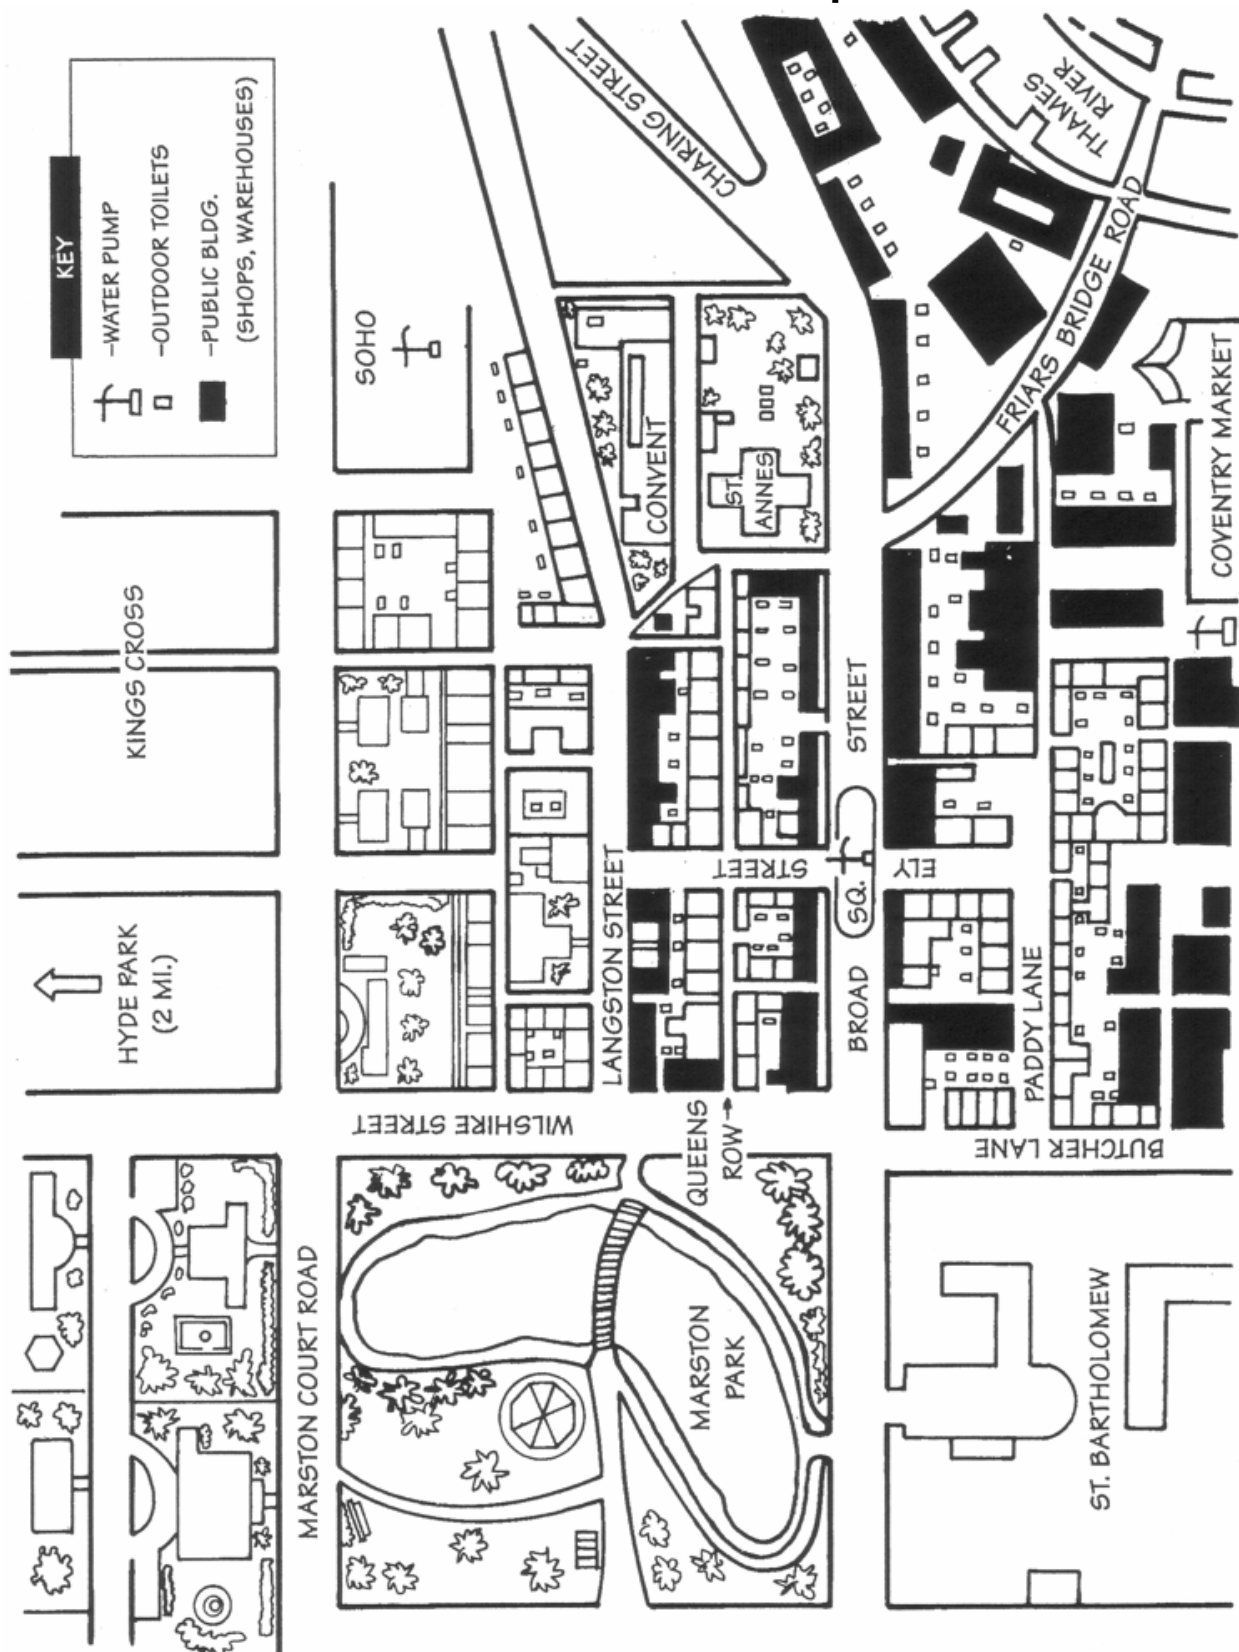 KEY
–WATER PUMP
–OUTDOOR TOILETS
–PUBLIC BLDG.
(SHOPS, WAREHOUSES)
HYDE PARK
(2 MI.)
KINGS CROSS
SOHO
MARSTON COURT ROAD
WILSHIRE STREET
LANGSTON STREET
CONVENT
CHARING STREET
QUEENS
ROW
MARSTON
PARK
STREET
ST.
ANNES
BROAD SQ. STREET
ELY
FRIARS BRIDGE ROAD
THAMES
RIVER
PADDY LANE
BUTCHER LANE
ST. BARTHOLOMEW
COVENTRY MARKET